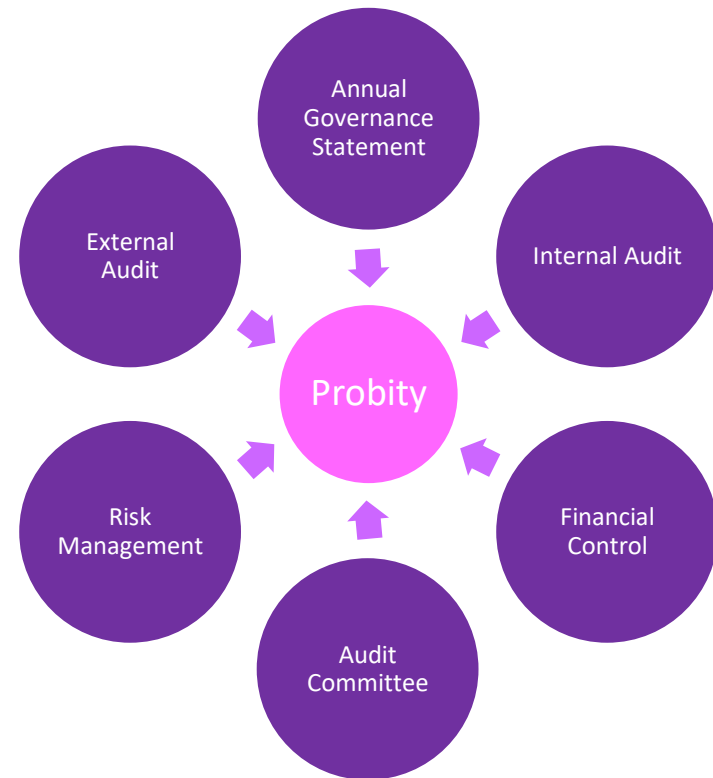 Annual
Governance
Statement
External
Audit
Internal Audit
Probity
Risk
Management
Financial
Control
Audit
Committee